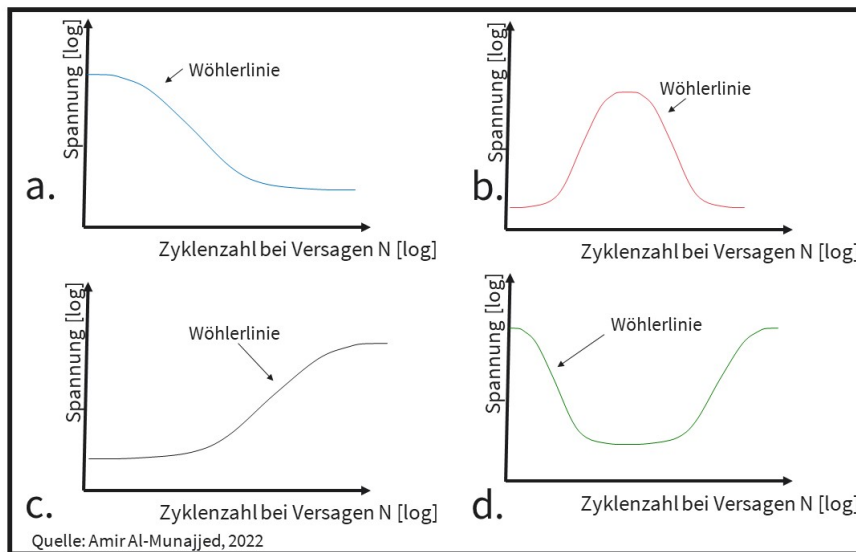 Spannung [log]
Wöhlerlinie
a.
Zyklenzahl bei Versagen N [log]
Spannung [log]
Wöhlerlinie
b.
Zyklenzahl bei Versagen N [log]
Spannung [log]
Wöhlerlinie
c.
Zyklenzahl bei Versagen N [log]
Spannung [log]
Wöhlerlinie
d.
Zyklenzahl bei Versagen N [log]
Quelle: Amir Al-Munajjed, 2022